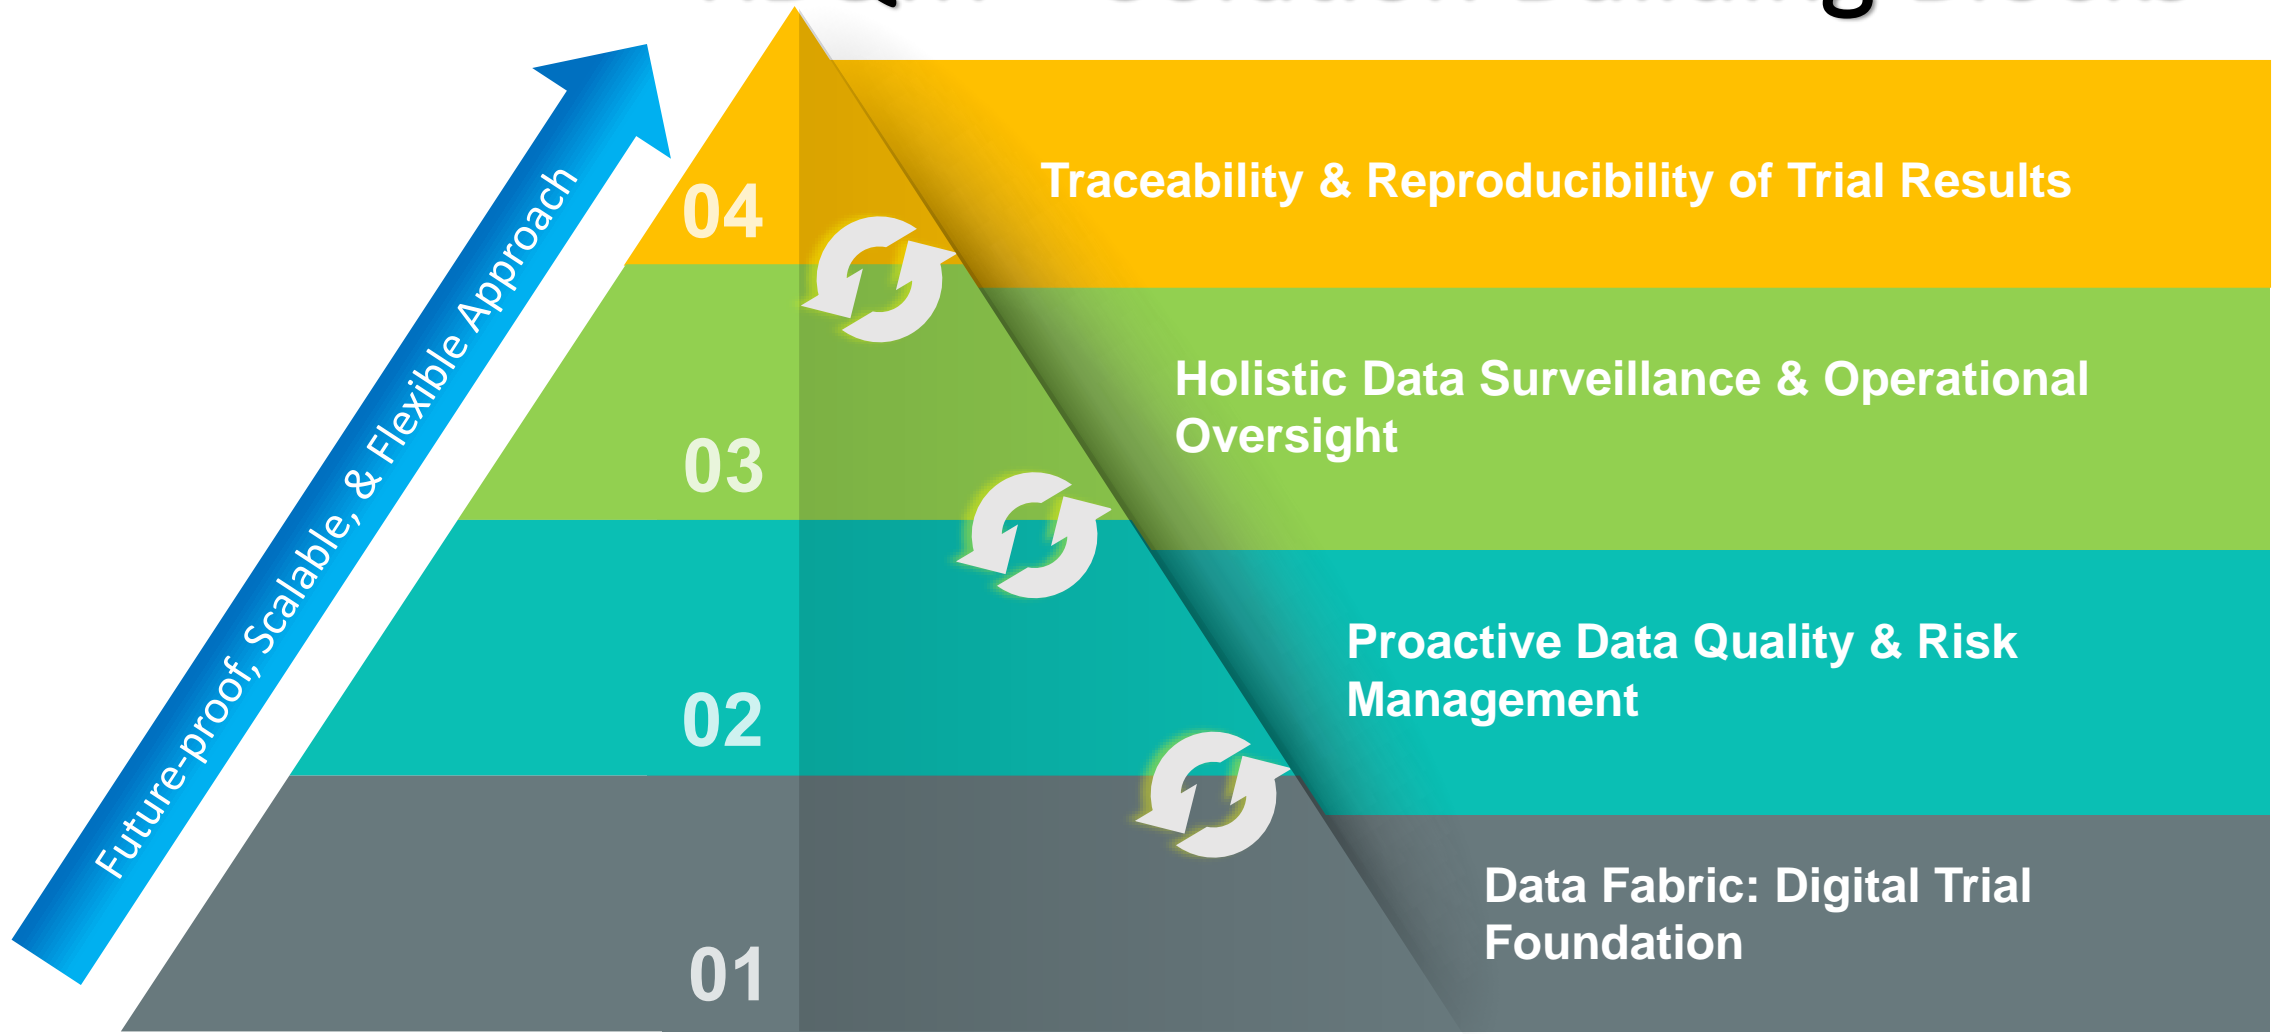 04
Traceability & Reproducibility of Trial Results
03
Holistic Data Surveillance & Operational
Oversight
02
Proactive Data Quality & Risk
Management
01
Data Fabric: Digital Trial
Foundation
Future-proof, Scalable, & Flexible Approach